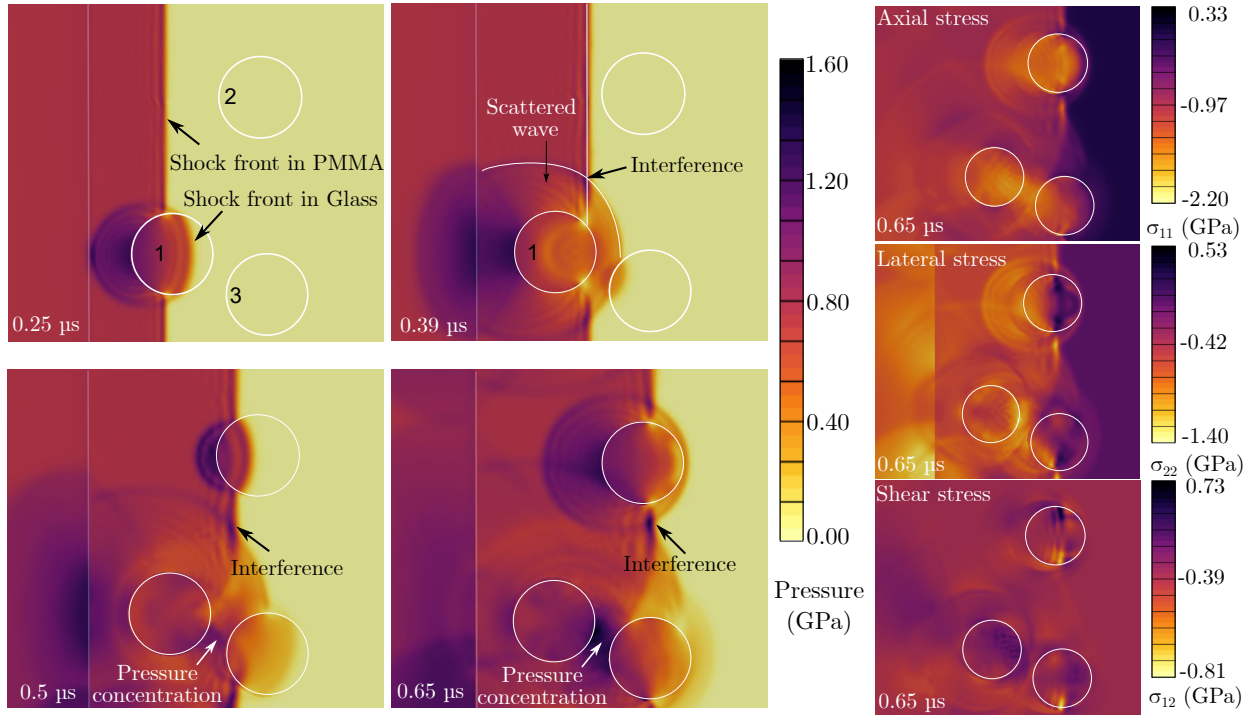 2
Shock front in PMMA
Shock front in Glass
1
3
0.25 µs
Scattered
wave
Interference
1
0.39 µs
1.60
1.20
0.80
0.40
0.00
Pressure
(GPa)
Interference
Pressure
concentration
0.5 µs
Interference
Pressure
concentration
0.65 µs
Axial stress
0.65 µs
0.33
-0.97
-2.20
σ11 (GPa)
Lateral stress
0.65 µs
0.53
-0.42
-1.40
σ22 (GPa)
Shear stress
0.65 µs
0.73
-0.39
-0.81
σ12 (GPa)